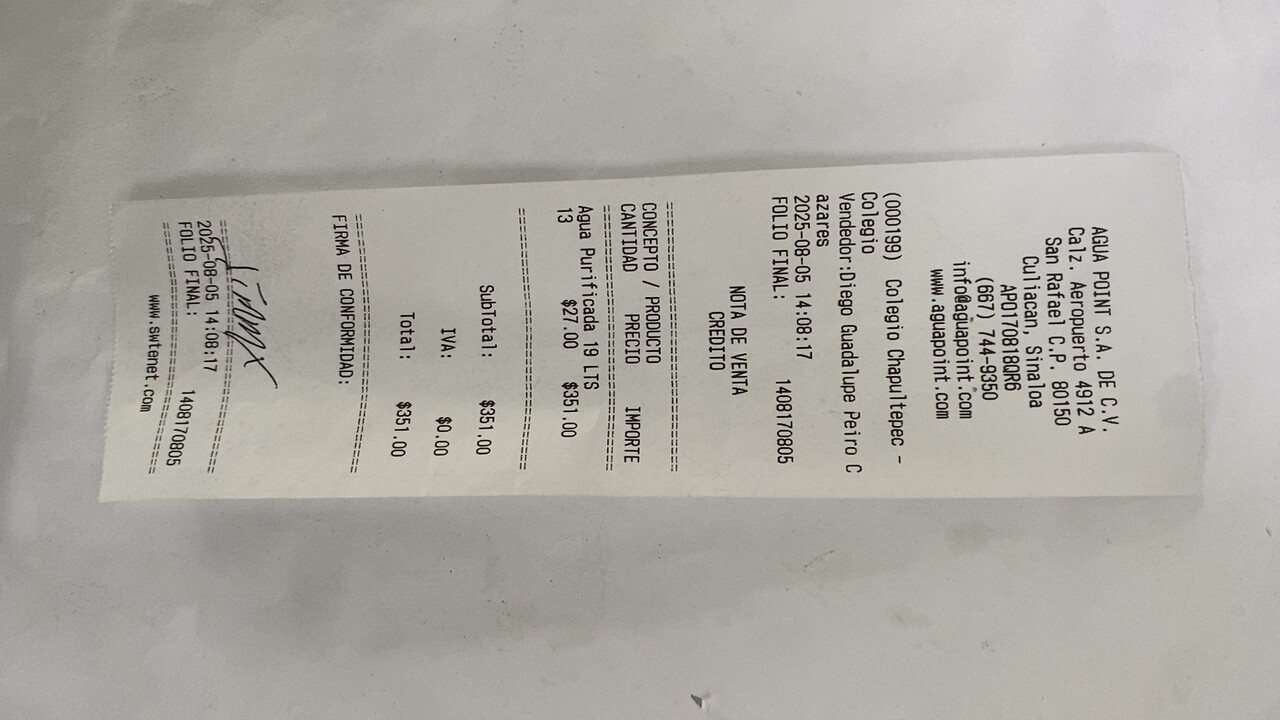 AGUA POINT S.A. DE C.V.
Calz. Aeropuerto 4912 A
San Rafael C.P. 80150
Culiacan, Sinaloa
APO170818QR6
(667) 744-9350
info@aguapoint.com
www.aguapoint.com
(000199) Colegio Chapultepec -
Colegio
Vendedor:Diego Guadalupe Peiro C
azares
2025-08-05 14:08:17
FOLIO FINAL: 1408170805
NOTA DE VENTA
CREDITO
================================
CONCEPTO / PRODUCTO
CANTIDAD PRECIO IMPORTE
================================
Agua Purificada 19 LTS
13 $27.00 $351.00
================================
SubTotal: $351.00
IVA: $0.00
Total: $351.00
================================
FIRMA DE CONFORMIDAD:
================================
2025-08-05 14:08:17
FOLIO FINAL: 1408170805
================================
www.swtenet.com